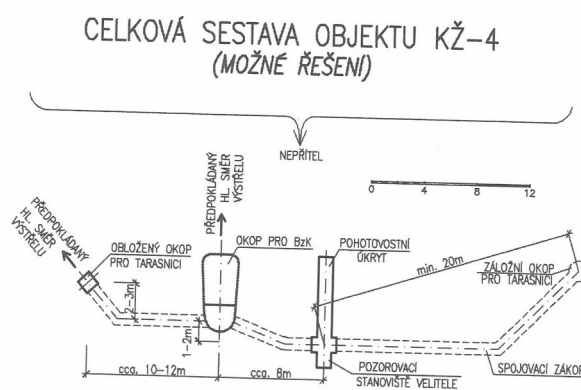 CELKOVÁ SESTAVA OBJEKTU KŽ-4
(MOŽNÉ ŘEŠENÍ)
NEPŘÍTEL
0 4 8 12
PŘEDPOKLÁDANÝ
HL. SMĚR
VÝSTŘELU
PŘEDPOKLÁDANÝ
HL. SMĚR
VÝSTŘELU
OBLOŽENÝ OKOP
PRO TARASNICI
OKOP PRO BzK
POHOTOVOSTNÍ
ÚKRYT
min. 20m
ZÁLOŽNÍ OKOP
PRO TARASNICI
2-3m
1-2m
cca. 10-12m
cca. 8m
POZOROVACÍ
STANOVIŠTĚ VELITELE
SPOJOVACÍ ZÁKO